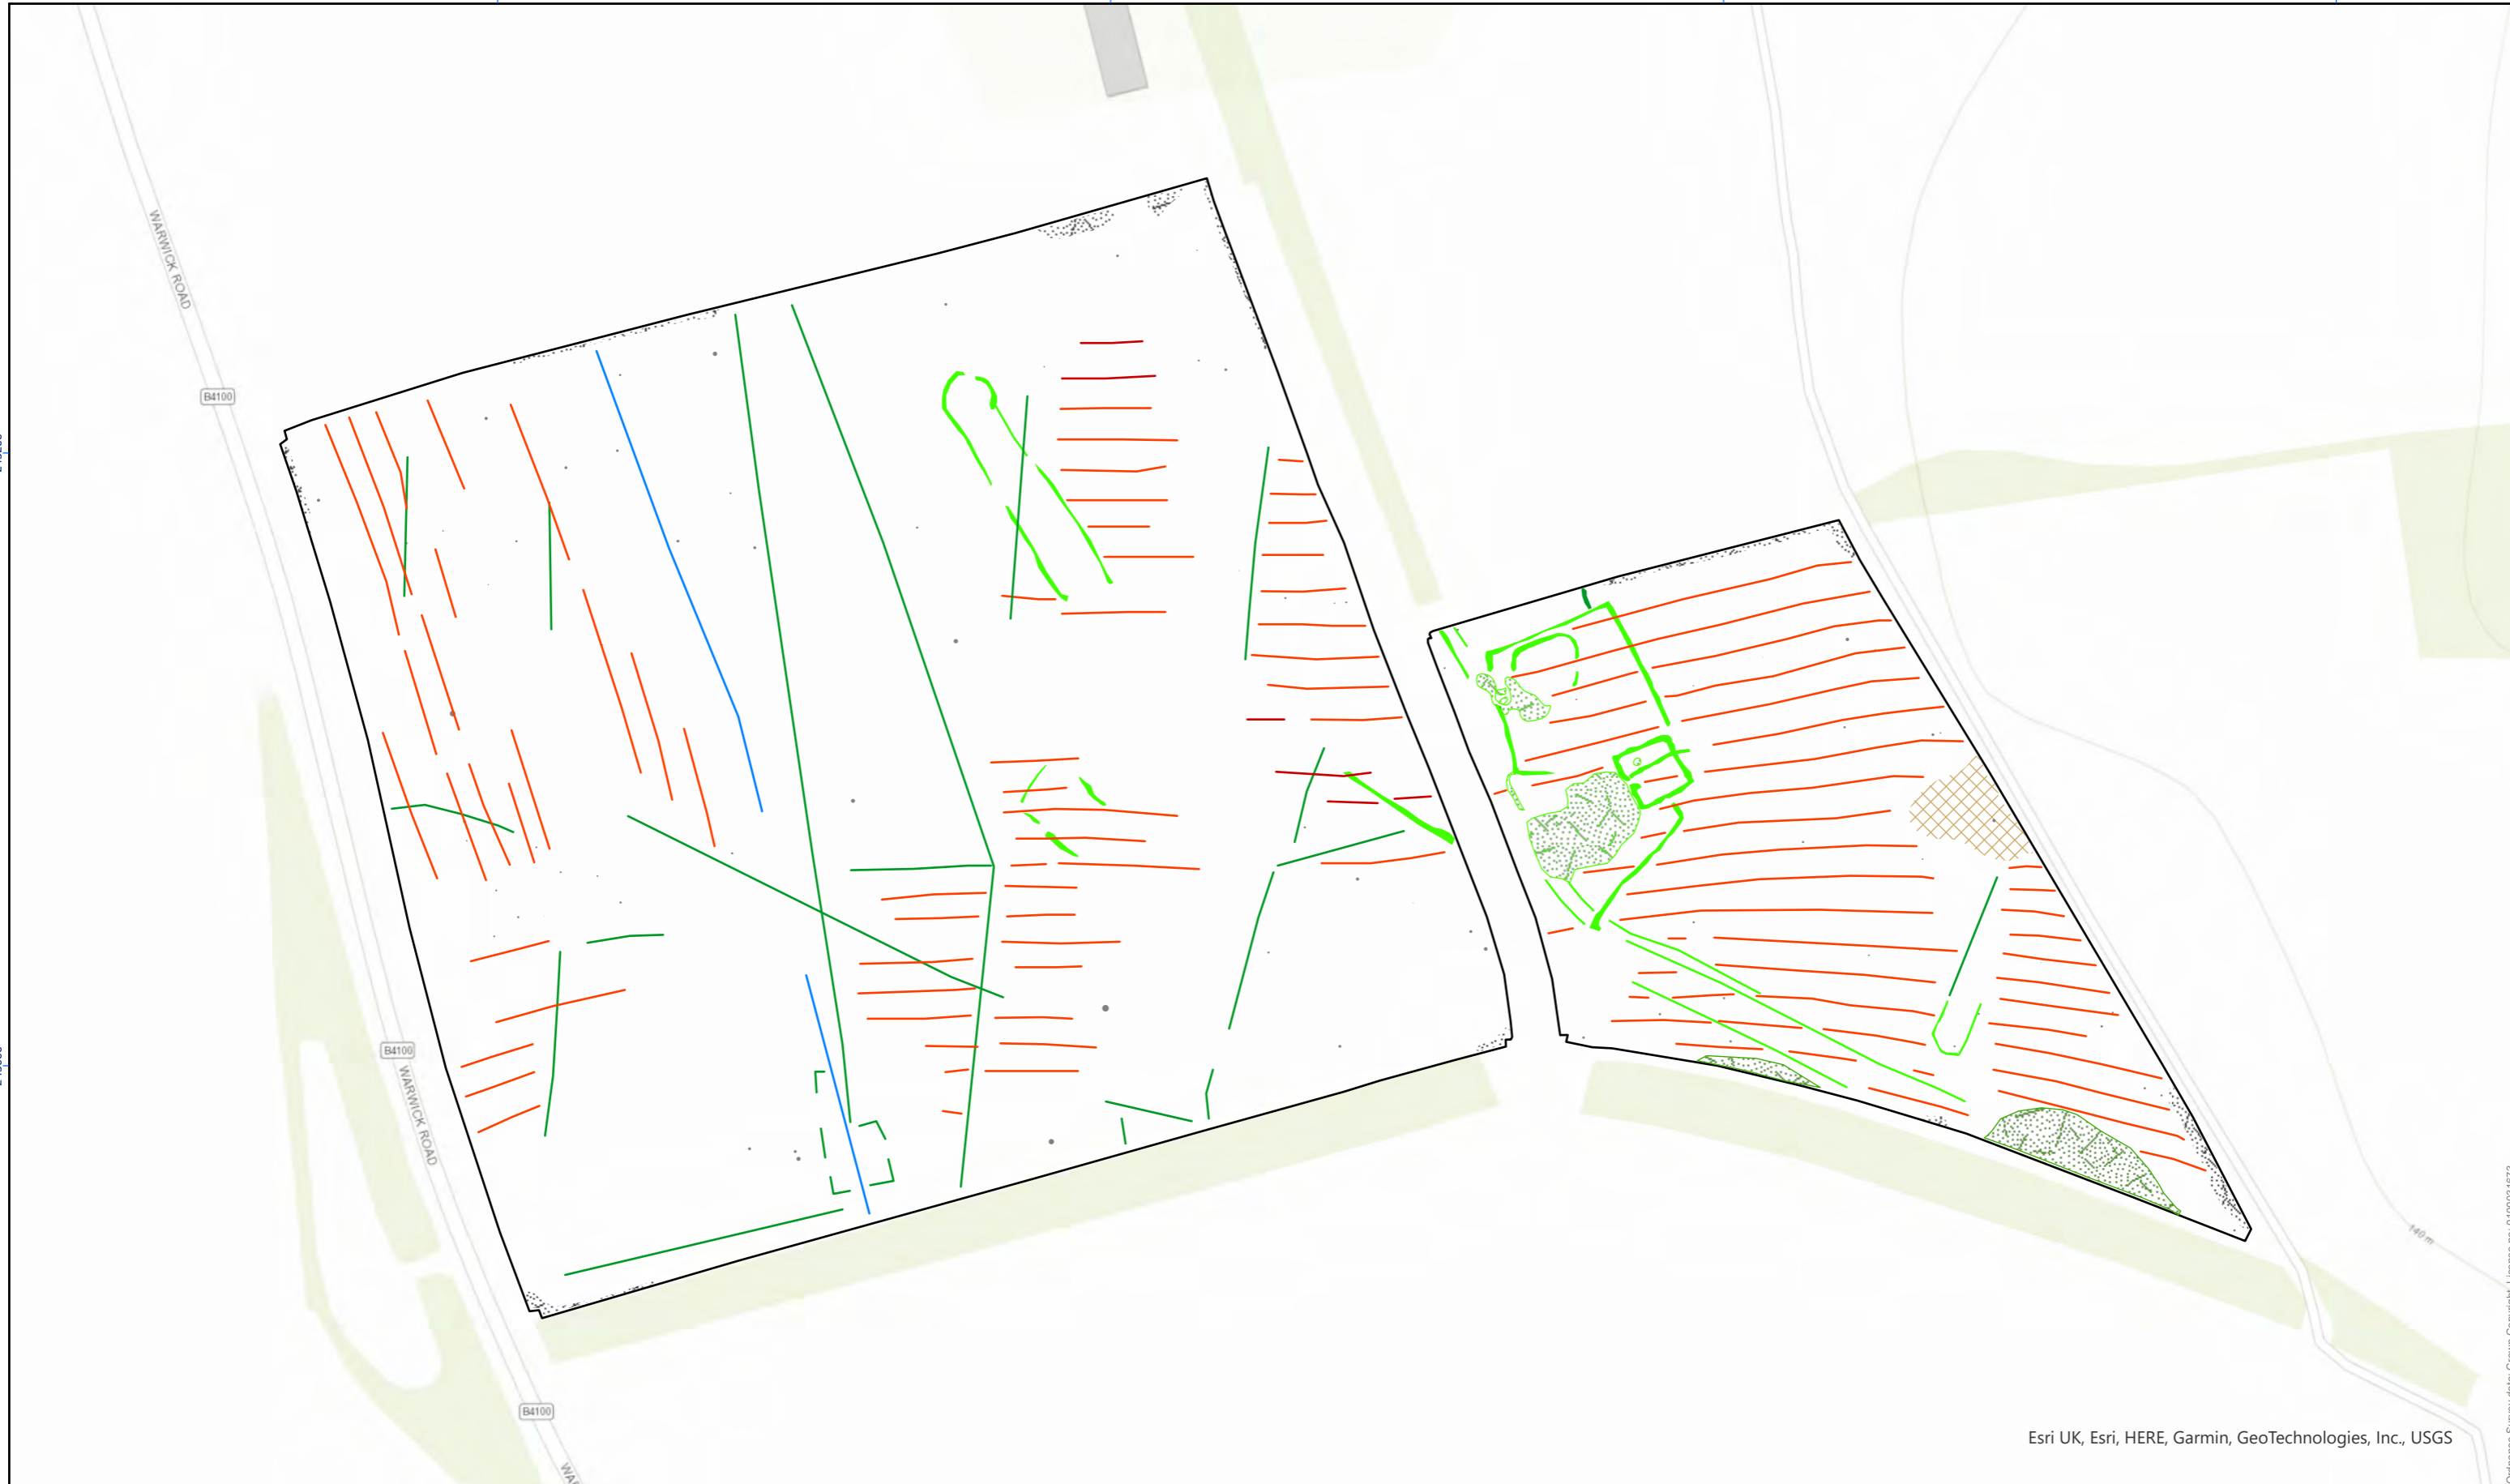 WARWICK ROAD
B4100
B4100
WARWICK ROAD
140 m
B4100
Esri UK, Esri, HERE, Garmin, GeoTechnologies, Inc., USGS